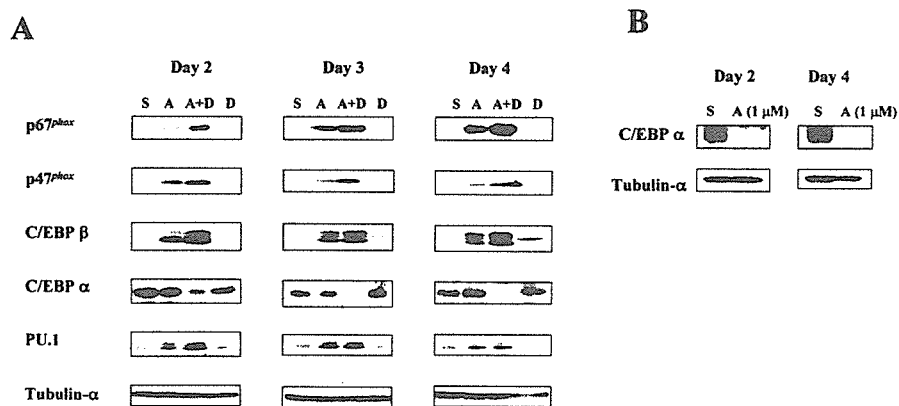 A
Day 2 Day 3 Day 4
S A A+D D S A A+D D S A A+D D
p67phox
p47phox
C/EBP β
C/EBP α
PU.1
Tubulin-α
B
Day 2 Day 4
S A (1 μM) S A (1 μM)
C/EBP α
Tubulin-α